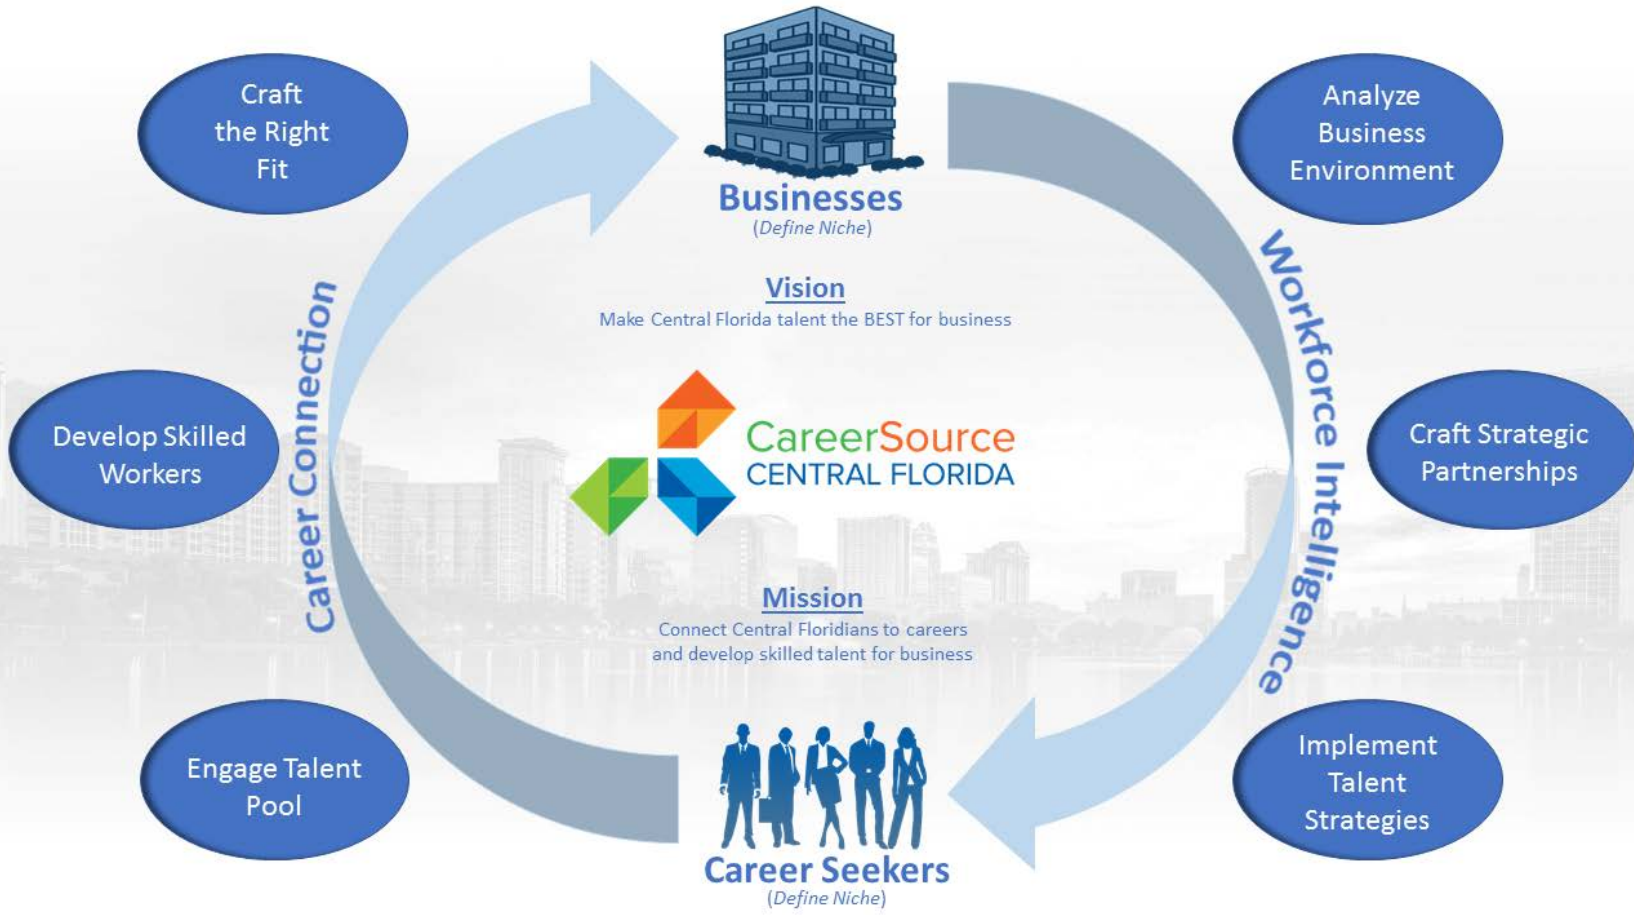 Craft
the Right
Fit
Businesses
(Define Niche)
Analyze
Business
Environment
Vision
Make Central Florida talent the BEST for business
Career Connection
Workforce Intelligence
Develop Skilled
Workers
CareerSource
CENTRAL FLORIDA
Craft Strategic
Partnerships
Mission
Connect Central Floridians to careers
and develop skilled talent for business
Engage Talent
Pool
Career Seekers
(Define Niche)
Implement
Talent
Strategies